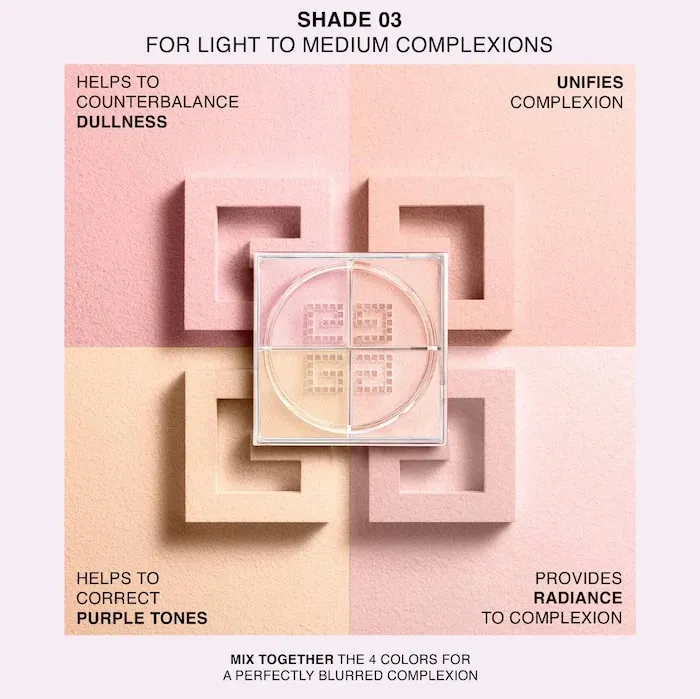 SHADE 03
FOR LIGHT TO MEDIUM COMPLEXIONS
HELPS TO
COUNTERBALANCE
DULLNESS
UNIFIES
COMPLEXION
HELPS TO
CORRECT
PURPLE TONES
PROVIDES
RADIANCE
TO COMPLEXION
MIX TOGETHER THE 4 COLORS FOR
A PERFECTLY BLURRED COMPLEXION